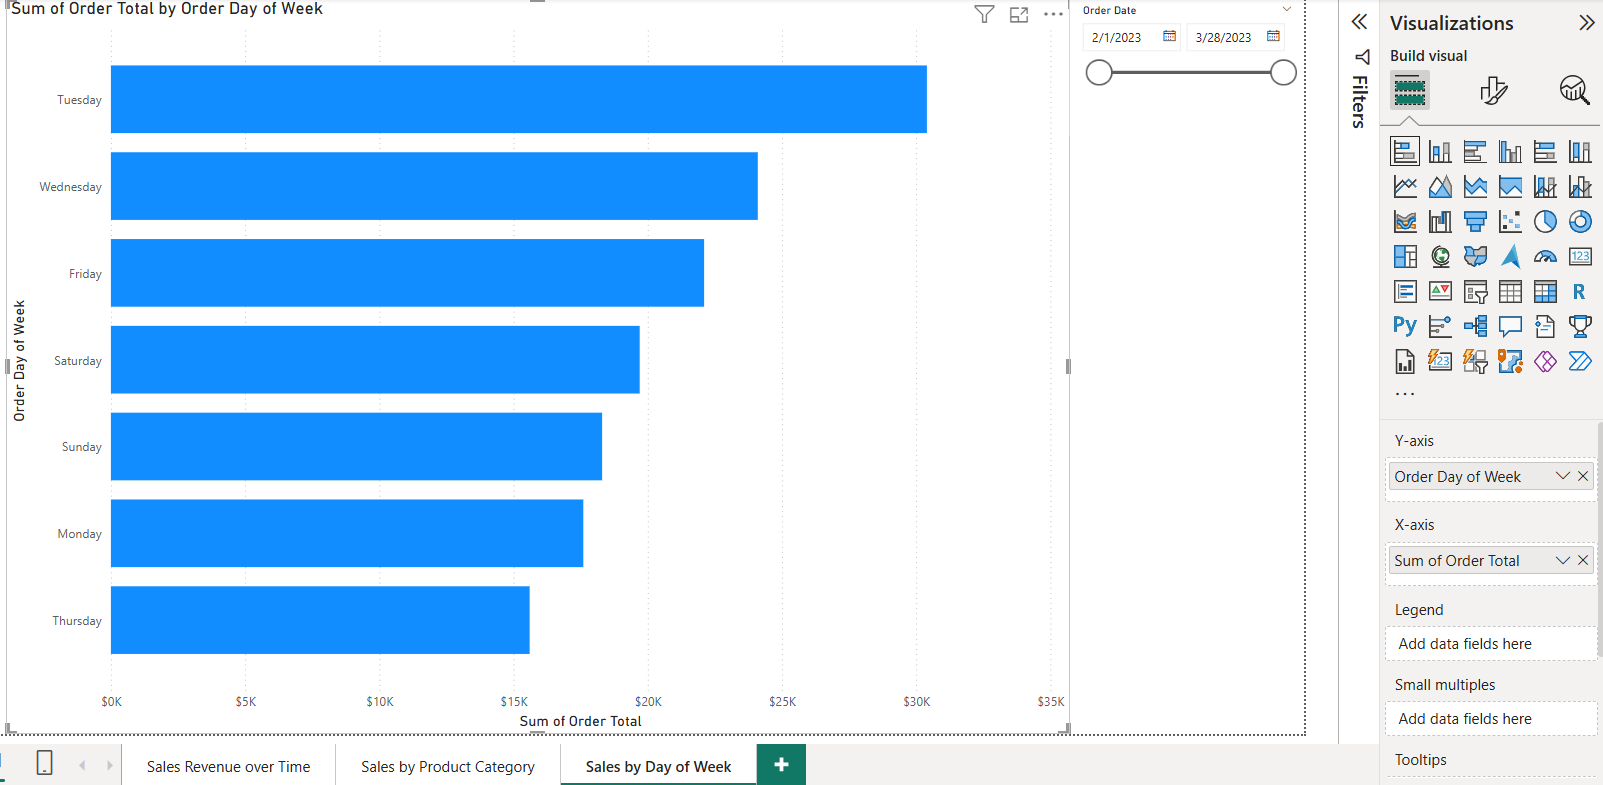 Sum of Order Total by Order Day of Week
Order Day of Week
Tuesday
Wednesday
Friday
Saturday
Sunday
Monday
Thursday
$0K $5K $10K $15K $20K $25K $30K $35K
Sum of Order Total
Order Date
2/1/2023 3/28/2023
Filters
Visualizations
Build visual
123
R
Py
123
Y-axis
Order Day of Week
X-axis
Sum of Order Total
Legend
Add data fields here
Small multiples
Add data fields here
Tooltips
Sales Revenue over Time Sales by Product Category Sales by Day of Week